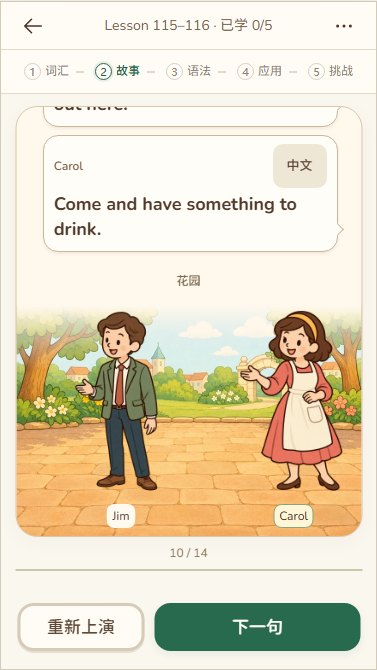 Lesson 115–116 · 已学 0/5
1 词汇 2 故事 3 语法 4 应用 5 挑战
out here.
Carol
中文
Come and have something to
drink.
花园
Jim
Carol
10 / 14
重新上演
下一句